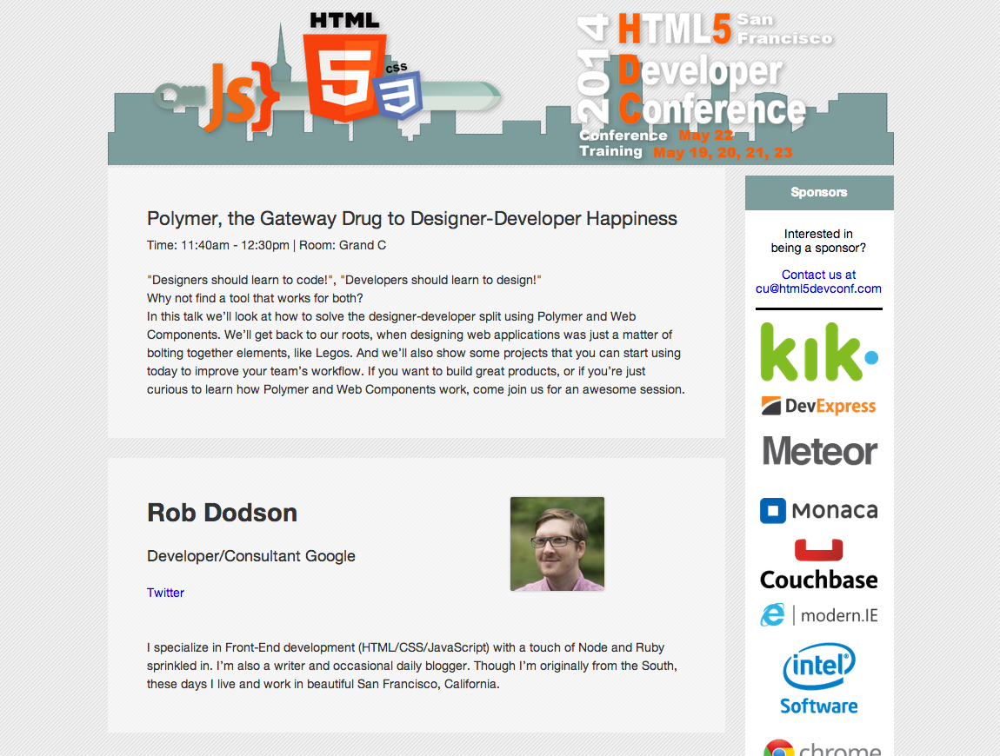 HTML
5
JS}
CSS
3
2014
HTML5 San Francisco
Developer
Conference
Conference May 22
Training May 19, 20, 21, 23
Polymer, the Gateway Drug to Designer-Developer Happiness
Time: 11:40am - 12:30pm | Room: Grand C
"Designers should learn to code!", "Developers should learn to design!"
Why not find a tool that works for both?
In this talk we’ll look at how to solve the designer-developer split using Polymer and Web
Components. We’ll get back to our roots, when designing web applications was just a matter of
bolting together elements, like Legos. And we’ll also show some projects that you can start using
today to improve your team’s workflow. If you want to build great products, or if you’re just
curious to learn how Polymer and Web Components work, come join us for an awesome session.
Rob Dodson
Developer/Consultant Google
Twitter
I specialize in Front-End development (HTML/CSS/JavaScript) with a touch of Node and Ruby
sprinkled in. I’m also a writer and occasional daily blogger. Though I’m originally from the South,
these days I live and work in beautiful San Francisco, California.
Sponsors
Interested in
being a sponsor?
Contact us at
cu@html5devconf.com
kik
DevExpress
Meteor
Monaca
Couchbase
e | modern.IE
intel®
Software
chrome